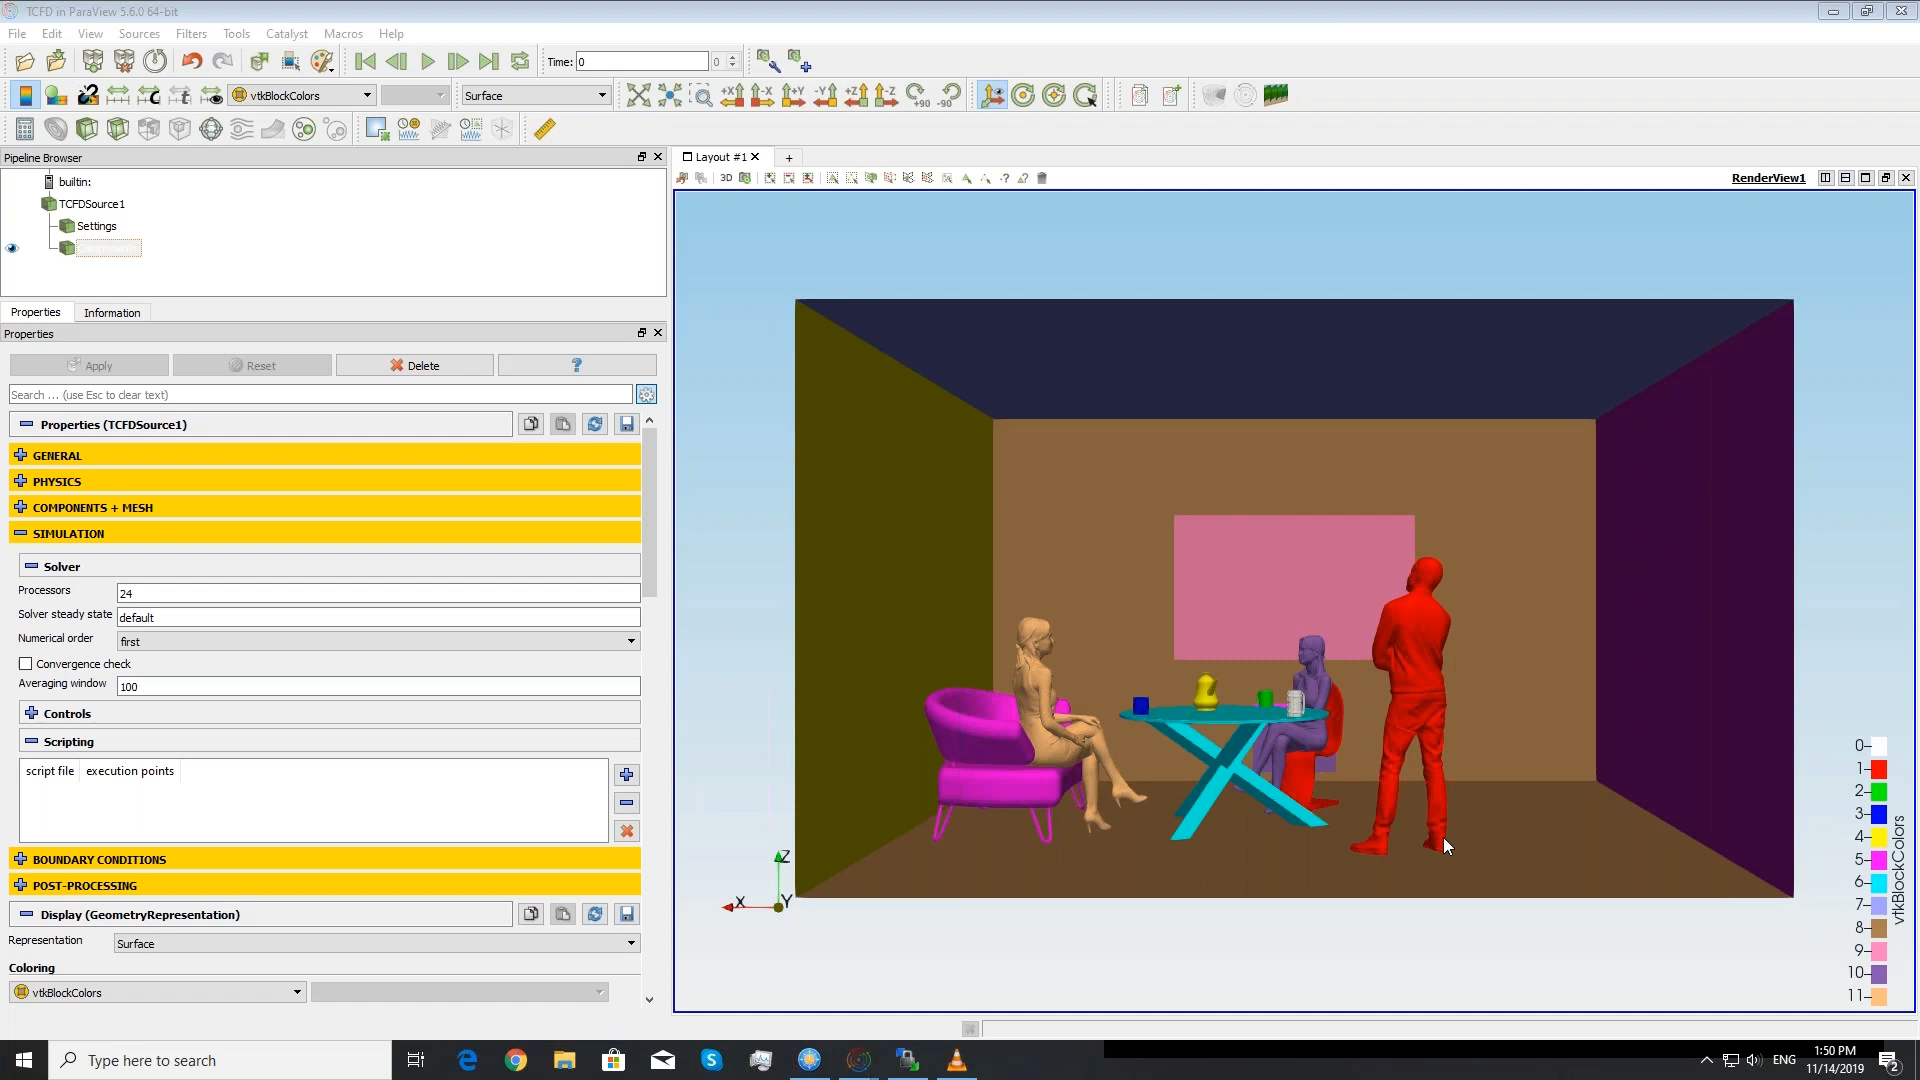 TCFD in ParaView 5.6.0 64-bit
File Edit View Sources Filters Tools Catalyst Macros Help
Time: 0 0
vtkBlockColors Surface +X -X +Y -Y +Z -Z +90 -90
Pipeline Browser
builtin:
TCFDSource1
Settings
Properties Information
Properties
Apply Reset Delete ?
Search ... (use Esc to clear text)
Properties (TCFDSource1)
GENERAL
PHYSICS
COMPONENTS + MESH
SIMULATION
Solver
Processors 24
Solver steady state default
Numerical order first
Convergence check
Averaging window 100
Controls
Scripting
script file execution points
BOUNDARY CONDITIONS
POST-PROCESSING
Display (GeometryRepresentation)
Representation Surface
Coloring
vtkBlockColors
Layout #1 +
3D RenderView1
Z
X Y
0
1
2
3
4
5
6
7
8
9
10
11
vtkBlockColors
Type here to search
ENG 1:50 PM
11/14/2019 2